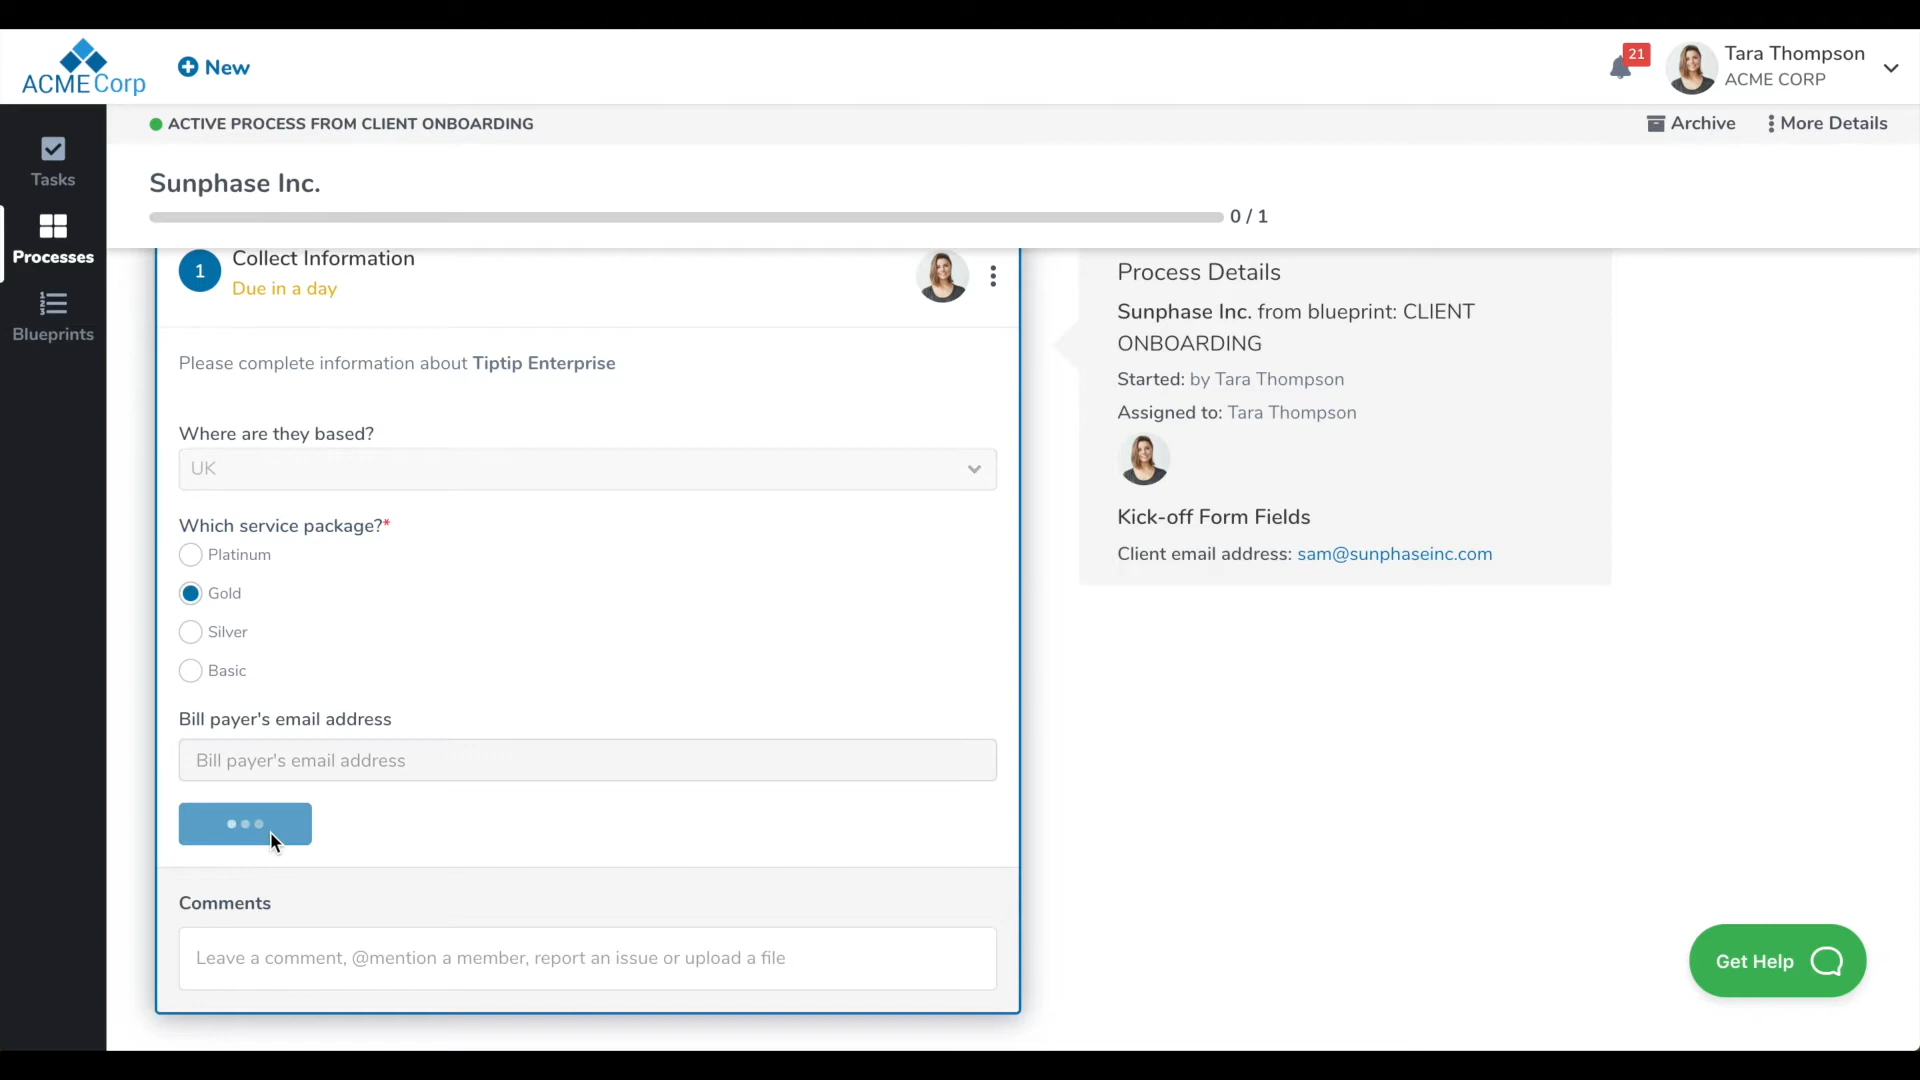 ACME Corp
New
21
Tara Thompson
ACME CORP
ACTIVE PROCESS FROM CLIENT ONBOARDING
Archive
More Details
Tasks
Processes
Blueprints
Sunphase Inc.
0 / 1
1
Collect Information
Due in a day
Please complete information about Tiptip Enterprise
Where are they based?
UK
Which service package?*
Platinum
Gold
Silver
Basic
Bill payer's email address
Bill payer's email address
Comments
Leave a comment, @mention a member, report an issue or upload a file
Process Details
Sunphase Inc. from blueprint: CLIENT
ONBOARDING
Started: by Tara Thompson
Assigned to: Tara Thompson
Kick-off Form Fields
Client email address: sam@sunphaseinc.com
Get Help